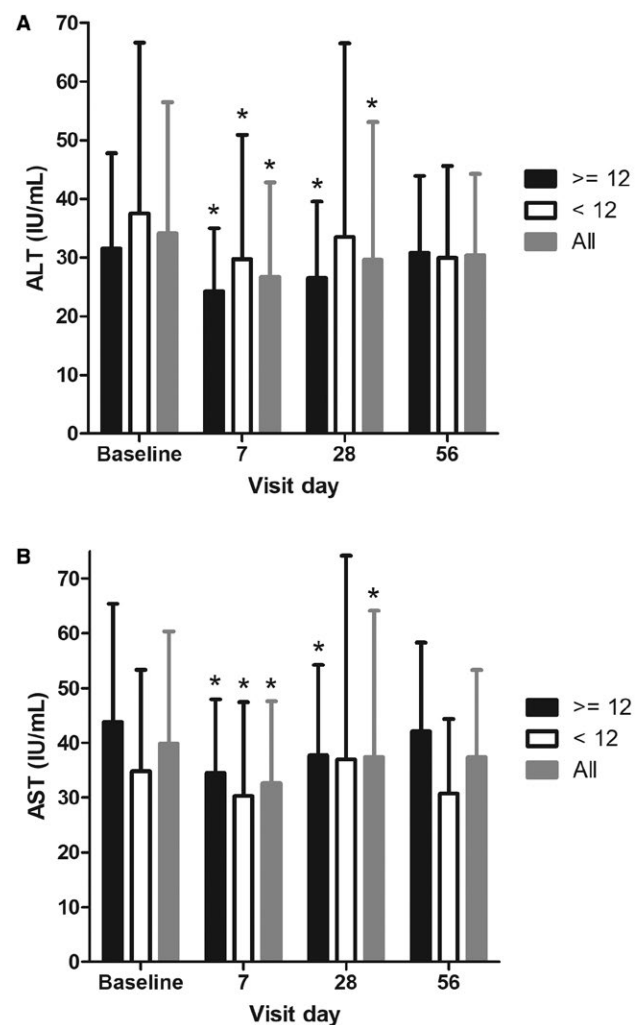 A
70
60
50
40
30
20
10
0
ALT (IU/mL)
* * *
* *
>= 12
< 12
All
Baseline 7 28 56
Visit day
B
70
60
50
40
30
20
10
0
AST (IU/mL)
* * *
* *
>= 12
< 12
All
Baseline 7 28 56
Visit day